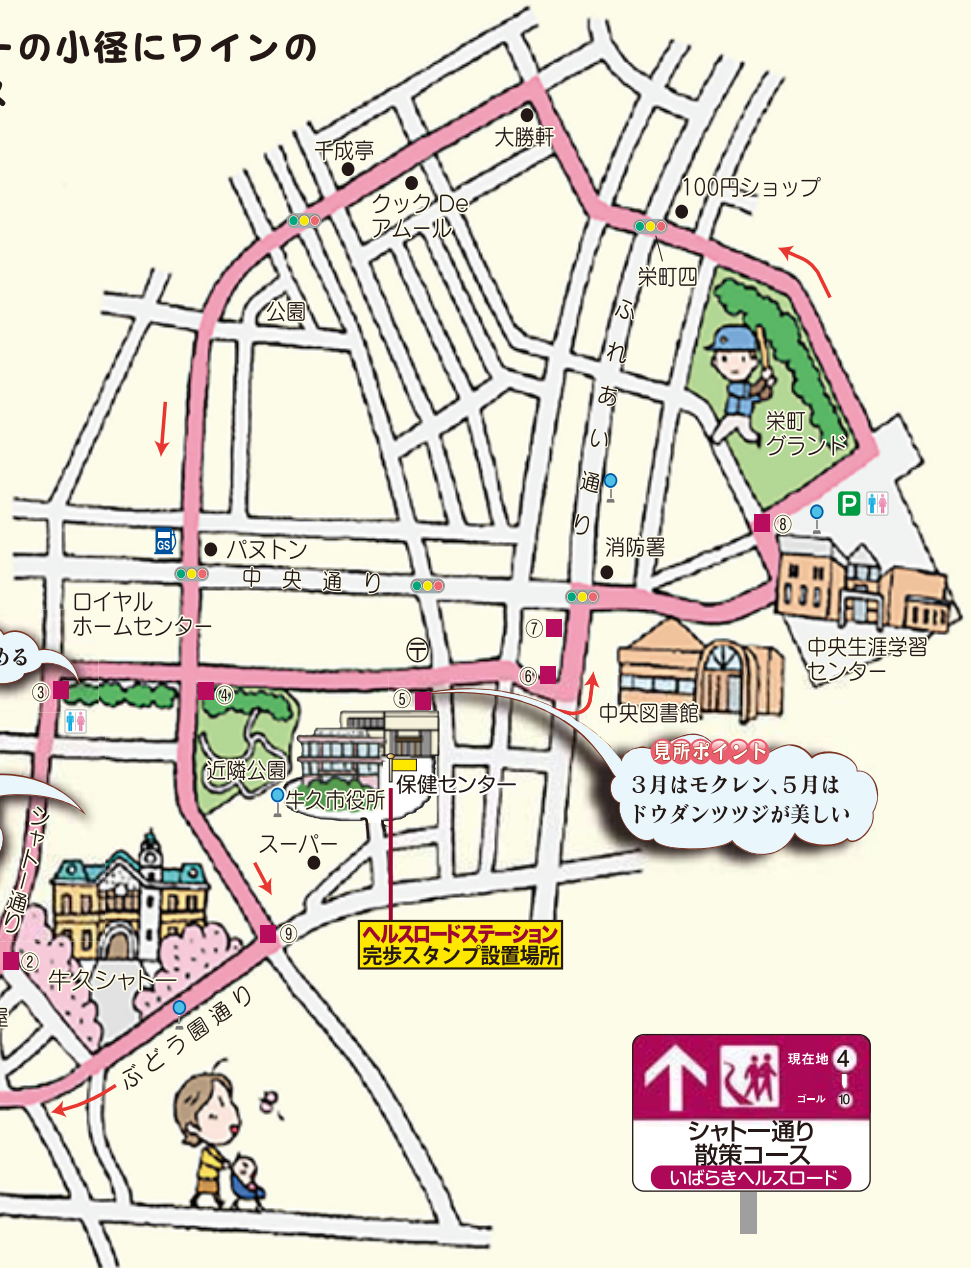 ーの小径にワインの
ス
千成亭
大勝軒
クック De
アムール
100円ショップ
栄町四
公園
ふれあい通り
栄町
グランド
P
⑧
GS
パストン
中央通り
消防署
ロイヤル
ホームセンター
〒
⑦
⑥
⑤
中央生涯学習
センター
中央図書館
める
③
④
近隣公園
牛久市役所
保健センター
見所ポイント
3月はモクレン、5月は
ドウダンツツジが美しい
スーパー
シャトー通り
②
牛久シャトー
⑨
ヘルスロードステーション
完歩スタンプ設置場所
ぶどう園通り
屋
現在地 4
ゴール 10
シャトー通り
散策コース
いばらきヘルスロード